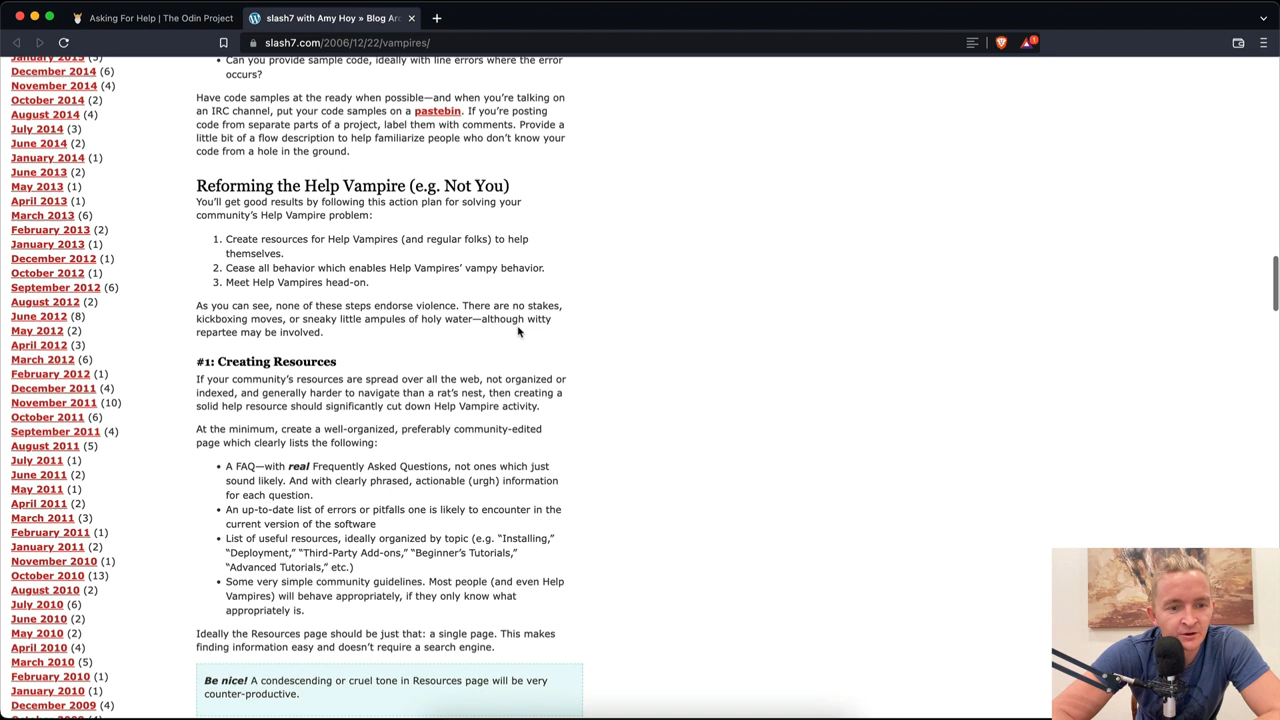 Asking For Help | The Odin Project
slash7 with Amy Hoy » Blog Arc
slash7.com/2006/12/22/vampires/
1
January 2015 (5)
December 2014 (6)
November 2014 (4)
October 2014 (2)
August 2014 (4)
July 2014 (3)
June 2014 (2)
January 2014 (1)
June 2013 (2)
May 2013 (1)
April 2013 (1)
March 2013 (6)
February 2013 (2)
January 2013 (1)
December 2012 (1)
October 2012 (1)
September 2012 (6)
August 2012 (2)
June 2012 (8)
May 2012 (2)
April 2012 (3)
March 2012 (6)
February 2012 (1)
December 2011 (4)
November 2011 (10)
October 2011 (6)
September 2011 (4)
August 2011 (5)
July 2011 (1)
June 2011 (2)
May 2011 (1)
April 2011 (2)
March 2011 (3)
February 2011 (1)
January 2011 (2)
November 2010 (1)
October 2010 (13)
August 2010 (2)
July 2010 (6)
June 2010 (2)
May 2010 (2)
April 2010 (4)
March 2010 (5)
February 2010 (1)
January 2010 (1)
December 2009 (4)
• Can you provide sample code, ideally with line errors where the error
occurs?
Have code samples at the ready when possible—and when you're talking on
an IRC channel, put your code samples on a pastebin. If you're posting
code from separate parts of a project, label them with comments. Provide a
little bit of a flow description to help familiarize people who don't know your
code from a hole in the ground.
Reforming the Help Vampire (e.g. Not You)
You'll get good results by following this action plan for solving your
community's Help Vampire problem:
1. Create resources for Help Vampires (and regular folks) to help
themselves.
2. Cease all behavior which enables Help Vampires' vampy behavior.
3. Meet Help Vampires head-on.
As you can see, none of these steps endorse violence. There are no stakes,
kickboxing moves, or sneaky little ampules of holy water—although witty
repartee may be involved.
#1: Creating Resources
If your community's resources are spread over all the web, not organized or
indexed, and generally harder to navigate than a rat's nest, then creating a
solid help resource should significantly cut down Help Vampire activity.
At the minimum, create a well-organized, preferably community-edited
page which clearly lists the following:
• A FAQ—with real Frequently Asked Questions, not ones which just
sound likely. And with clearly phrased, actionable (urgh) information
for each question.
• An up-to-date list of errors or pitfalls one is likely to encounter in the
current version of the software
• List of useful resources, ideally organized by topic (e.g. "Installing,"
"Deployment," "Third-Party Add-ons," "Beginner's Tutorials,"
"Advanced Tutorials," etc.)
• Some very simple community guidelines. Most people (and even Help
Vampires) will behave appropriately, if they only know what
appropriately is.
Ideally the Resources page should be just that: a single page. This makes
finding information easy and doesn't require a search engine.
Be nice! A condescending or cruel tone in Resources page will be very
counter-productive.